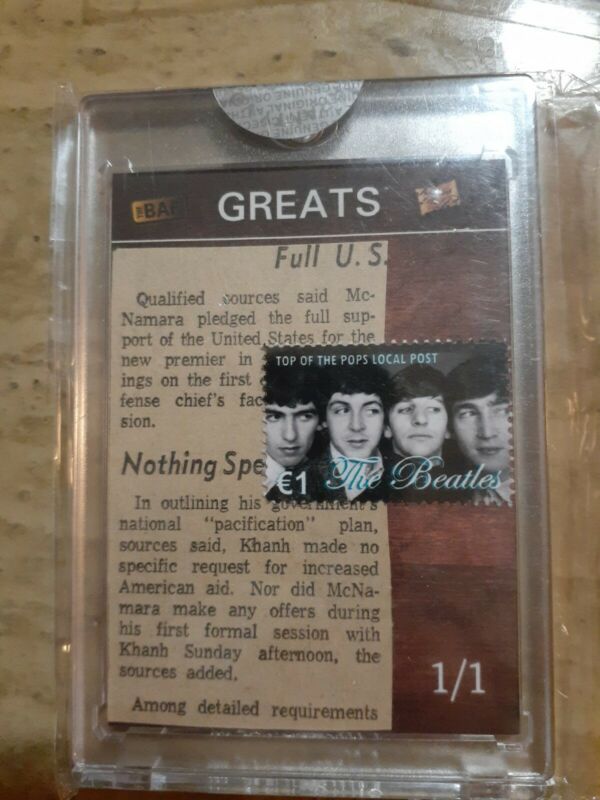 GENUINE ORIGINAL
THE BAR
GREATS
Full U.S.
Qualified sources said Mc-
Namara pledged the full sup-
port of the United States for the
new premier in
ings on the first
fense chief's fac
sion.
TOP OF THE POPS LOCAL POST
€1 The Beatles
Nothing Spe
In outlining his government's
national "pacification" plan,
sources said, Khanh made no
specific request for increased
American aid. Nor did McNa-
mara make any offers during
his first formal session with
Khanh Sunday afternoon, the
sources added.
Among detailed requirements
1/1